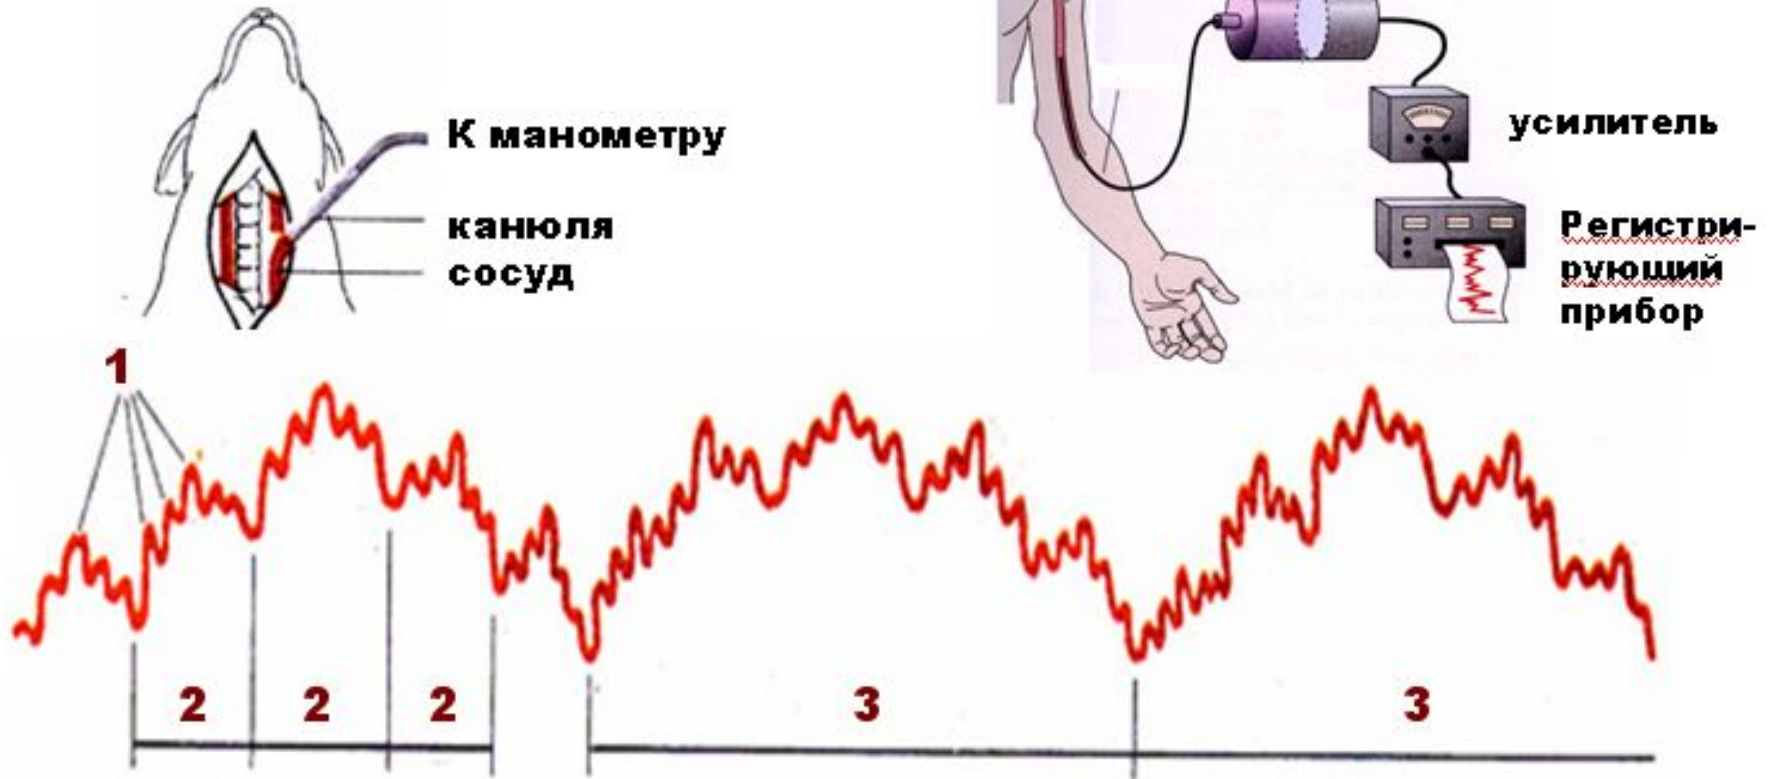 К манометру
канюля
сосуд
усилитель
Регистри-
рующий
прибор
1
2 2 2 3 3